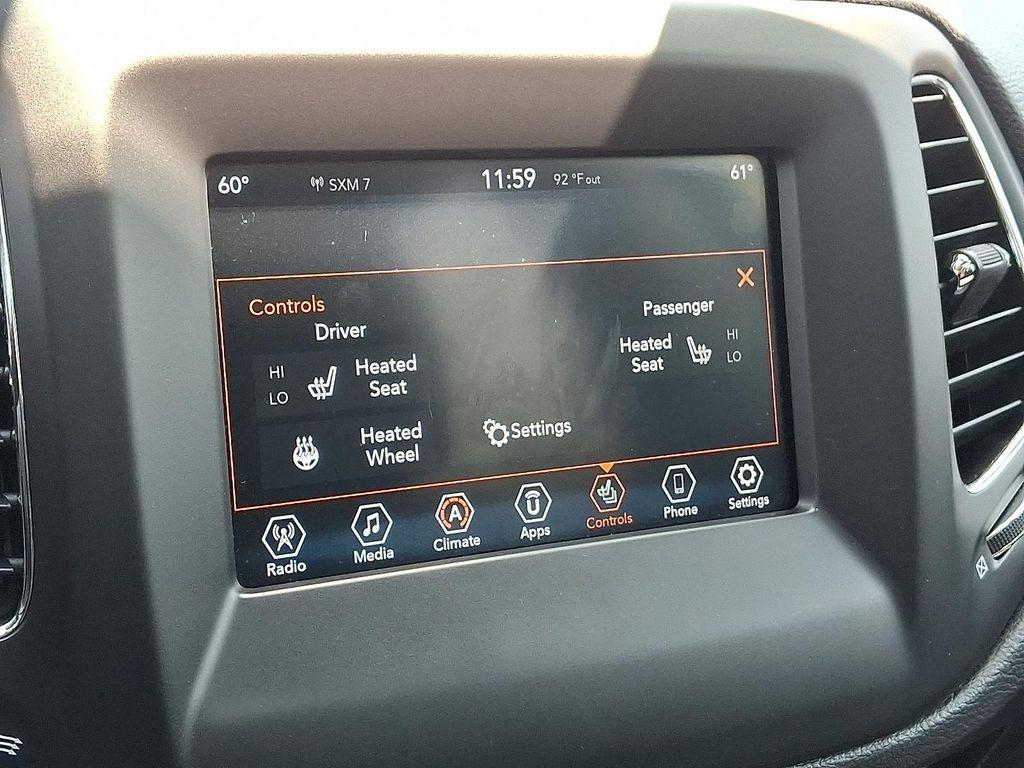 60° SXM 7 11:59 92 °F out 61°
Controls
Driver
HI
LO
Heated
Seat
Heated
Wheel
Settings
Passenger
Heated
Seat
HI
LO
Radio Media A Climate U Apps Controls Phone Settings